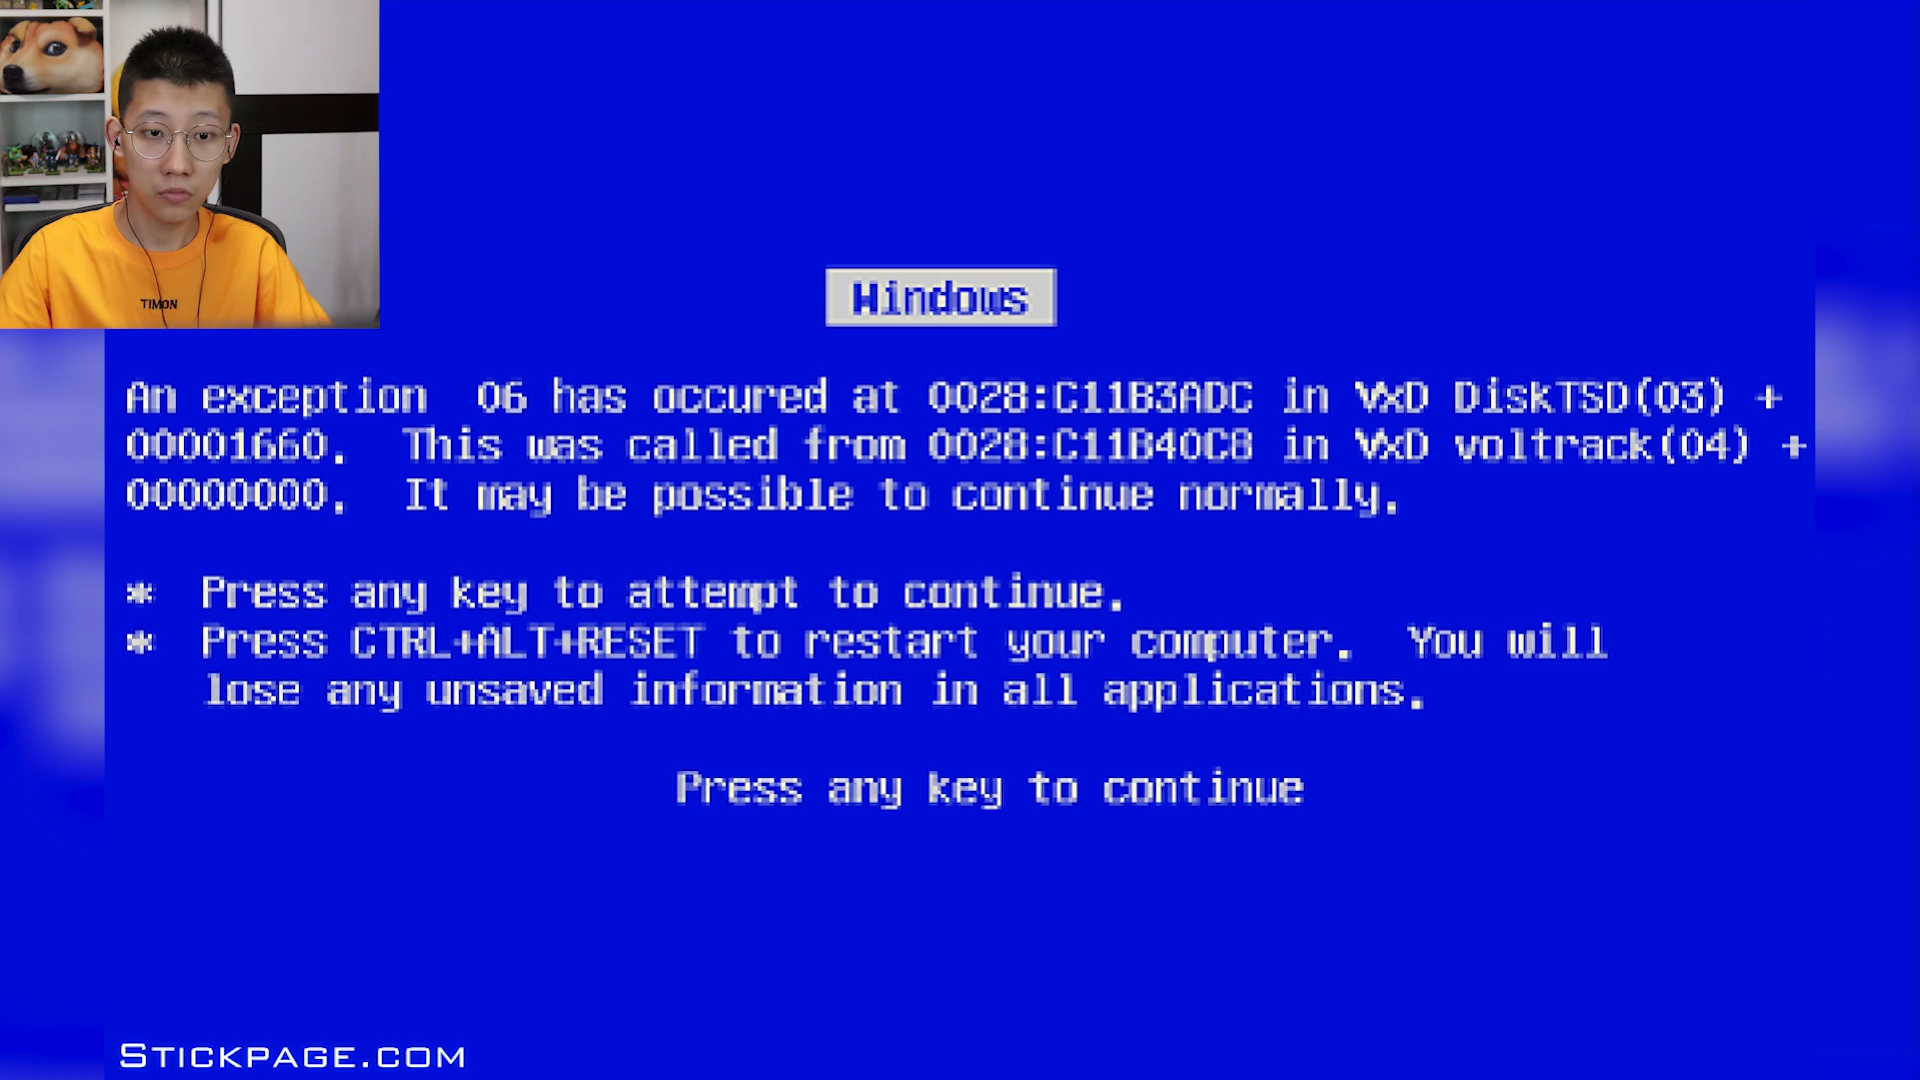 TIMON
Windows
An exception 06 has occured at 0028:C11B3ADC in VxD DiskTSD(03) +
00001660. This was called from 0028:C11B40C8 in VxD voltrack(04) +
00000000. It may be possible to continue normally.
* Press any key to attempt to continue.
* Press CTRL+ALT+RESET to restart your computer. You will
lose any unsaved information in all applications.
Press any key to continue
STICKPAGE.COM